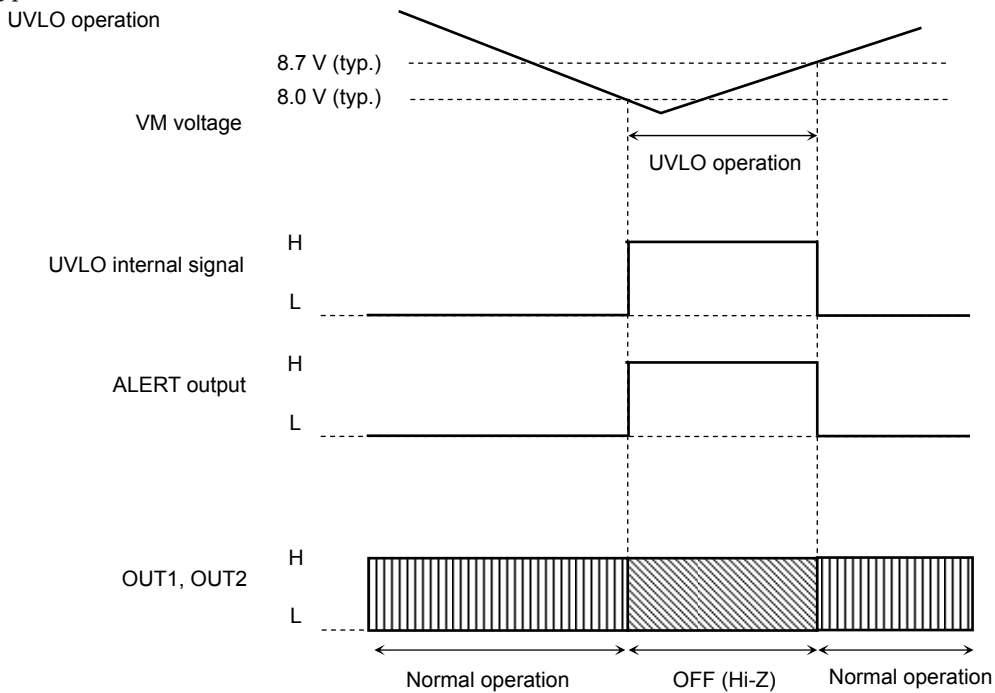 UVLO operation
8.7 V (typ.)
8.0 V (typ.)
VM voltage
UVLO operation
H
UVLO internal signal
L
H
ALERT output
L
H
OUT1, OUT2
L
Normal operation
OFF (Hi-Z)
Normal operation